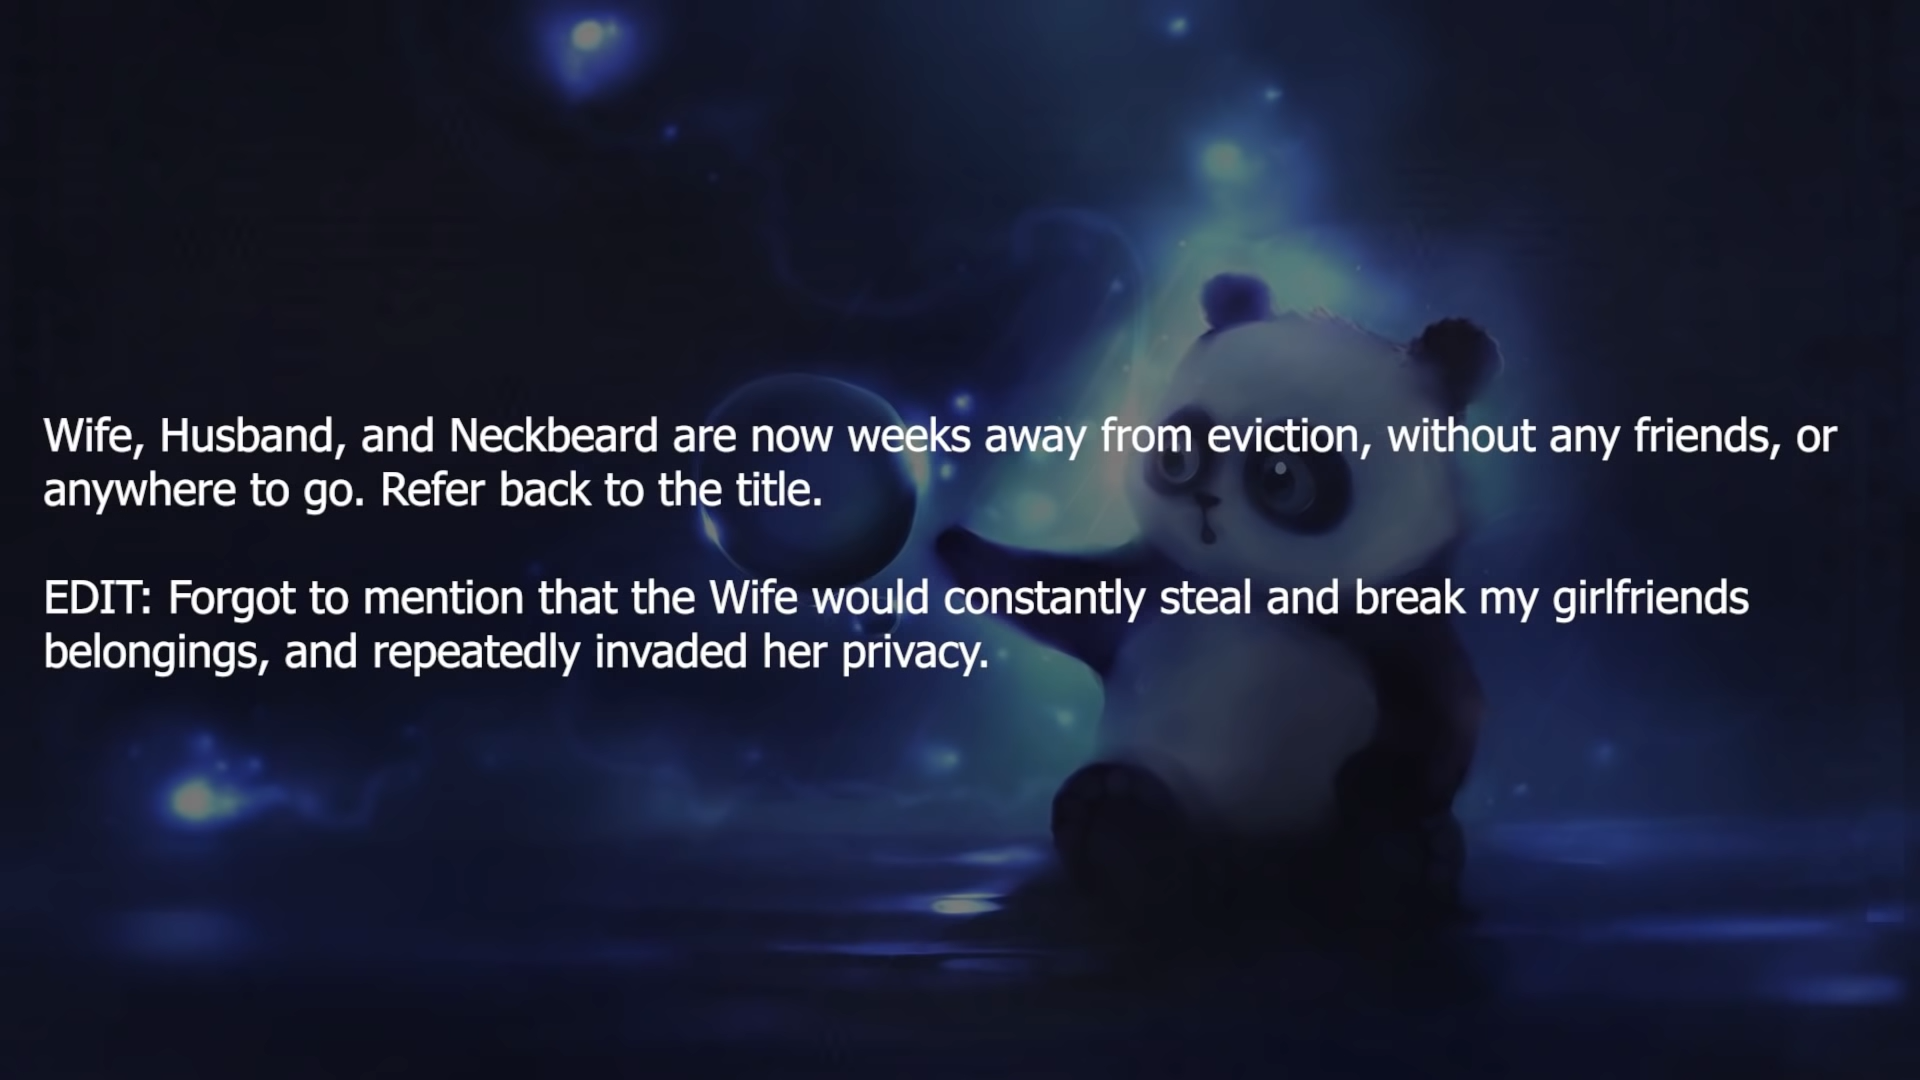 Wife, Husband, and Neckbeard are now weeks away from eviction, without any friends, or
anywhere to go. Refer back to the title.
EDIT: Forgot to mention that the Wife would constantly steal and break my girlfriends
belongings, and repeatedly invaded her privacy.